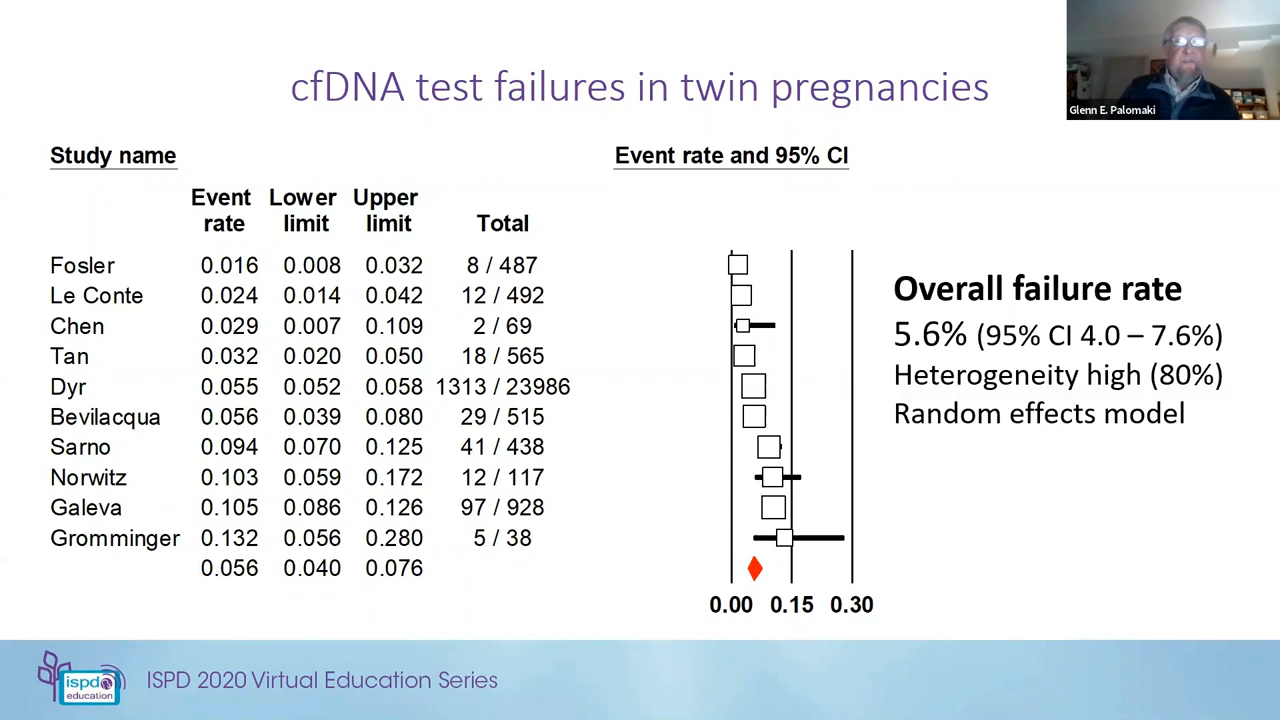 Glenn E. Palomaki
cfDNA test failures in twin pregnancies
Study name
Event rate and 95% CI
Event rate Lower limit Upper limit Total
Fosler 0.016 0.008 0.032 8 / 487
Le Conte 0.024 0.014 0.042 12 / 492
Chen 0.029 0.007 0.109 2 / 69
Tan 0.032 0.020 0.050 18 / 565
Dyr 0.055 0.052 0.058 1313 / 23986
Bevilacqua 0.056 0.039 0.080 29 / 515
Sarno 0.094 0.070 0.125 41 / 438
Norwitz 0.103 0.059 0.172 12 / 117
Galeva 0.105 0.086 0.126 97 / 928
Gromminger 0.132 0.056 0.280 5 / 38
0.056 0.040 0.076
0.00 0.15 0.30
Overall failure rate
5.6% (95% CI 4.0 – 7.6%)
Heterogeneity high (80%)
Random effects model
ispd
education
ISPD 2020 Virtual Education Series